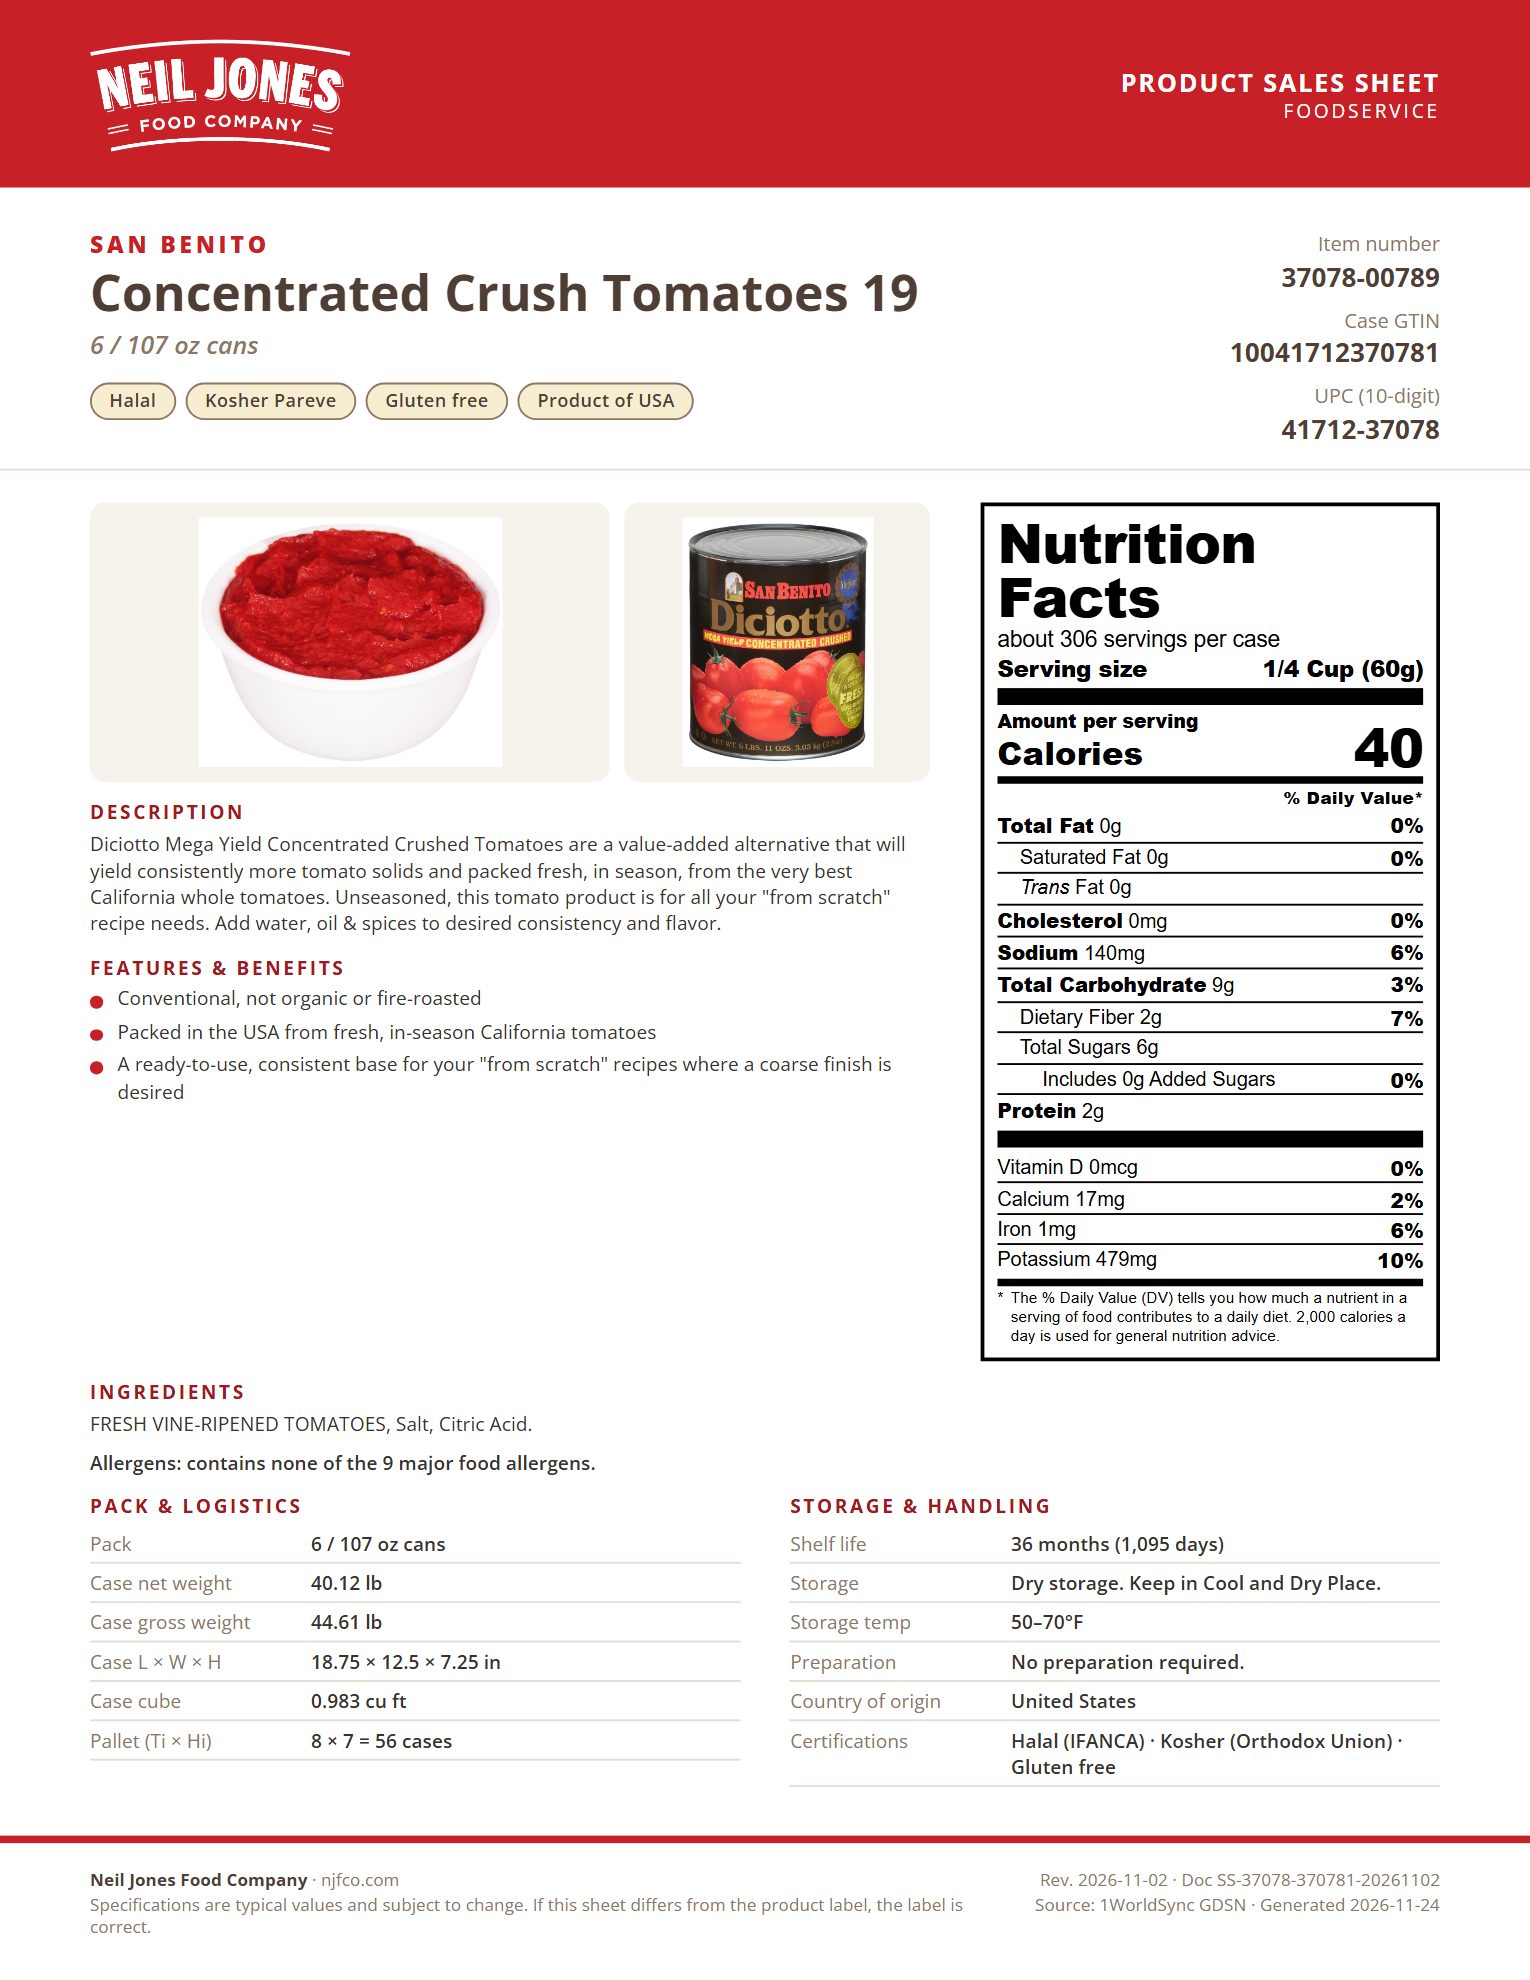 NEIL JONES
FOOD COMPANY
PRODUCT SALES SHEET
FOODSERVICE
SAN BENITO
Concentrated Crush Tomatoes 19
6 / 107 oz cans
Halal
Kosher Pareve
Gluten free
Product of USA
Item number
37078-00789
Case GTIN
10041712370781
UPC (10-digit)
41712-37078
SAN BENITO
Diciotto
MEGA YIELD CONCENTRATED CRUSHED
FRESH
NET WT. 6 LBS. 11 OZS. 3.03 kg
DESCRIPTION
Diciotto Mega Yield Concentrated Crushed Tomatoes are a value-added alternative that will
yield consistently more tomato solids and packed fresh, in season, from the very best
California whole tomatoes. Unseasoned, this tomato product is for all your "from scratch"
recipe needs. Add water, oil & spices to desired consistency and flavor.
FEATURES & BENEFITS
Conventional, not organic or fire-roasted
Packed in the USA from fresh, in-season California tomatoes
A ready-to-use, consistent base for your "from scratch" recipes where a coarse finish is
desired
Nutrition
Facts
about 306 servings per case
Serving size 1/4 Cup (60g)
Amount per serving
Calories 40
% Daily Value*
Total Fat 0g 0%
Saturated Fat 0g 0%
Trans Fat 0g
Cholesterol 0mg 0%
Sodium 140mg 6%
Total Carbohydrate 9g 3%
Dietary Fiber 2g 7%
Total Sugars 6g
Includes 0g Added Sugars 0%
Protein 2g
Vitamin D 0mcg 0%
Calcium 17mg 2%
Iron 1mg 6%
Potassium 479mg 10%
* The % Daily Value (DV) tells you how much a nutrient in a
serving of food contributes to a daily diet. 2,000 calories a
day is used for general nutrition advice.
INGREDIENTS
FRESH VINE-RIPENED TOMATOES, Salt, Citric Acid.
Allergens: contains none of the 9 major food allergens.
PACK & LOGISTICS
Pack 6 / 107 oz cans
Case net weight 40.12 lb
Case gross weight 44.61 lb
Case L × W × H 18.75 × 12.5 × 7.25 in
Case cube 0.983 cu ft
Pallet (Ti × Hi) 8 × 7 = 56 cases
STORAGE & HANDLING
Shelf life 36 months (1,095 days)
Storage Dry storage. Keep in Cool and Dry Place.
Storage temp 50–70°F
Preparation No preparation required.
Country of origin United States
Certifications Halal (IFANCA) · Kosher (Orthodox Union) ·
Gluten free
Neil Jones Food Company · njfco.com
Specifications are typical values and subject to change. If this sheet differs from the product label, the label is
correct.
Rev. 2026-11-02 · Doc SS-37078-370781-20261102
Source: 1WorldSync GDSN · Generated 2026-11-24